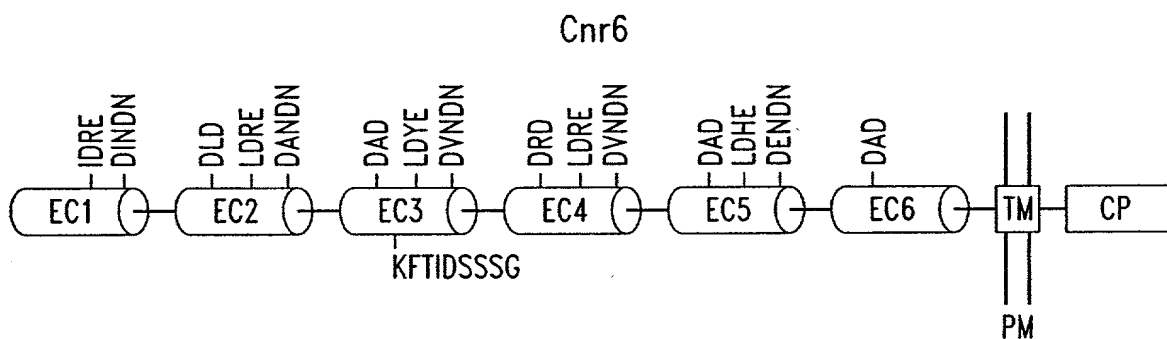 Cnr6
IDRE
DINDN
DLD
LDRE
DANDN
DAD
LDYE
DVNDN
DRD
LDRE
DVNDN
DAD
LDHE
DENDN
DAD
EC1
EC2
EC3
EC4
EC5
EC6
TM
CP
KFTIDSSSG
PM